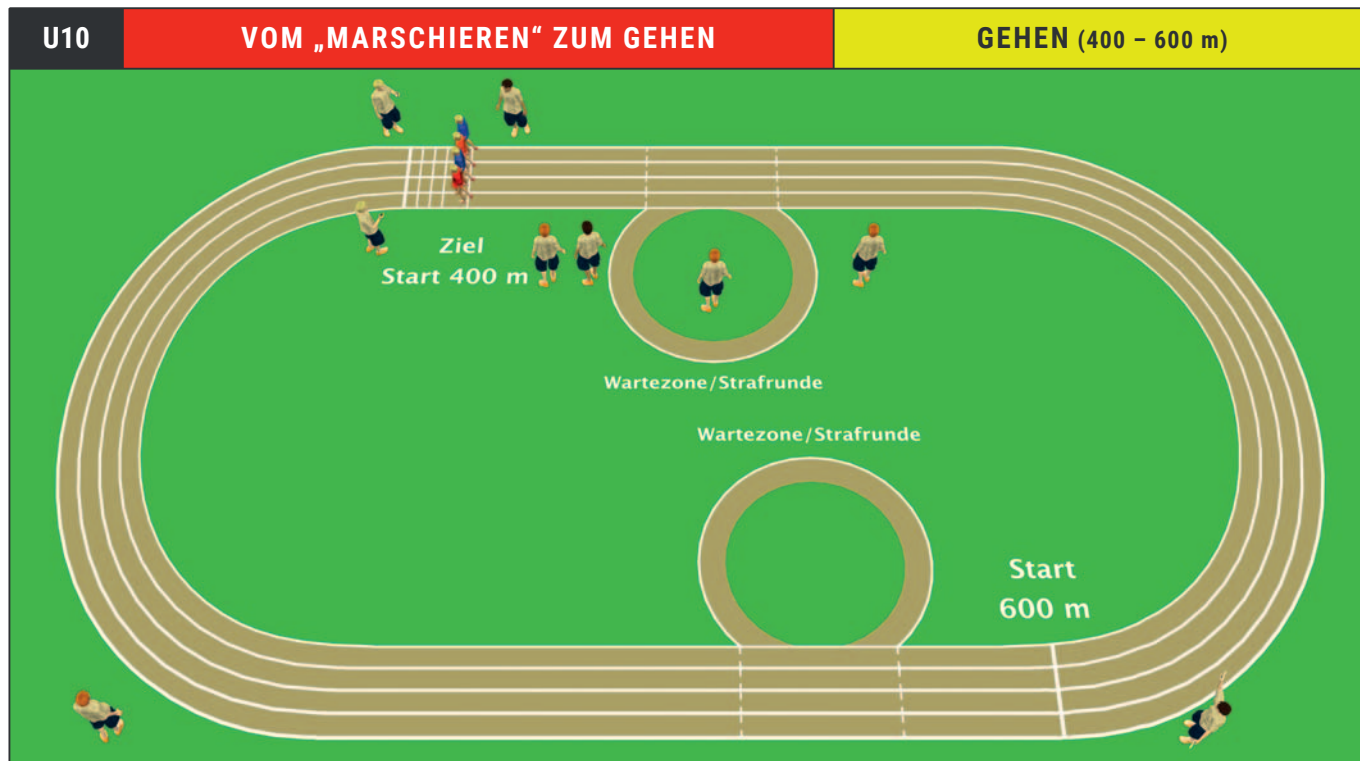 U10
VOM „MARSCHIEREN“ ZUM GEHEN
GEHEN (400 – 600 m)
Ziel
Start 400 m
Wartezone/Strafrunde
Wartezone/Strafrunde
Start
600 m